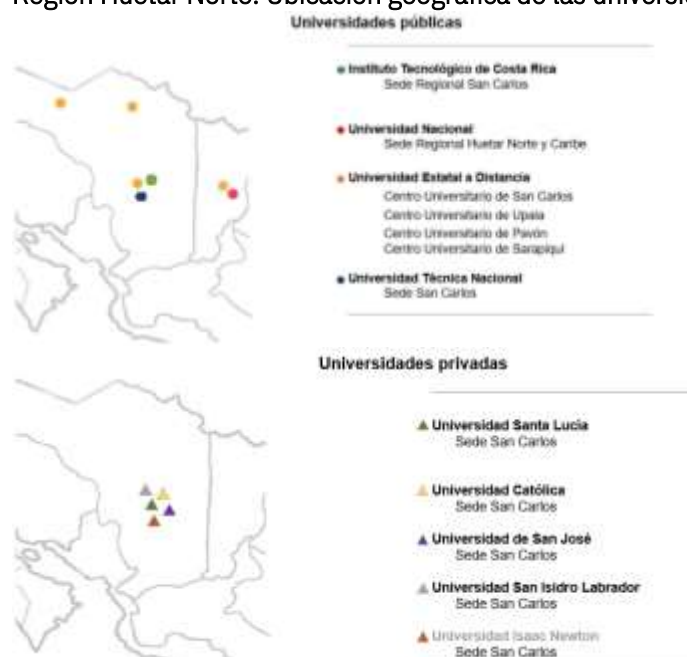 Región Huetar Norte. Ubicación geográfica de las universi
Universidades públicas
Instituto Tecnológico de Costa Rica
Sede Regional San Carlos
Universidad Nacional
Sede Regional Huetar Norte y Caribe
Universidad Estatal a Distancia
Centro Universitario de San Carlos
Centro Universitario de Upala
Centro Universitario de Pavón
Centro Universitario de Sarapiquí
Universidad Técnica Nacional
Sede San Carlos
Universidades privadas
Universidad Santa Lucía
Sede San Carlos
Universidad Católica
Sede San Carlos
Universidad de San José
Sede San Carlos
Universidad San Isidro Labrador
Sede San Carlos
Universidad Isaac Newton
Sede San Carlos